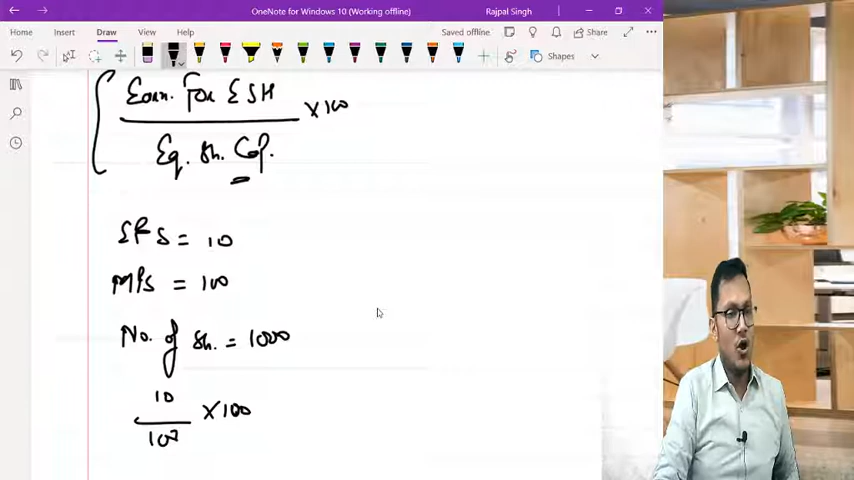 OneNote for Windows 10 (Working offline)
Rajpal Singh
Home Insert Draw View Help
Saved offline
Share
Shapes
Earn. For ESH
x100
Eq. Sh. Cap.
EPS = 10
MPS = 100
No. of Sh. = 1000
10
x100
100